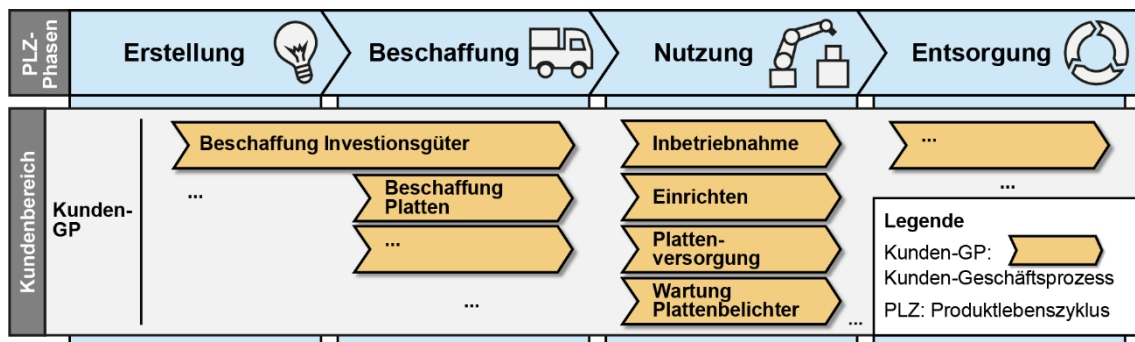 PLZ-
Phasen
Erstellung
Beschaffung
Nutzung
Entsorgung
Kundenbereich
Kunden-
GP
Beschaffung Investionsgüter
Inbetriebnahme
...
...
Beschaffung
Platten
Einrichten
...
...
Platten-
versorgung
...
Wartung
Plattenbelichter
...
Legende
Kunden-GP:
Kunden-Geschäftsprozess
PLZ: Produktlebenszyklus